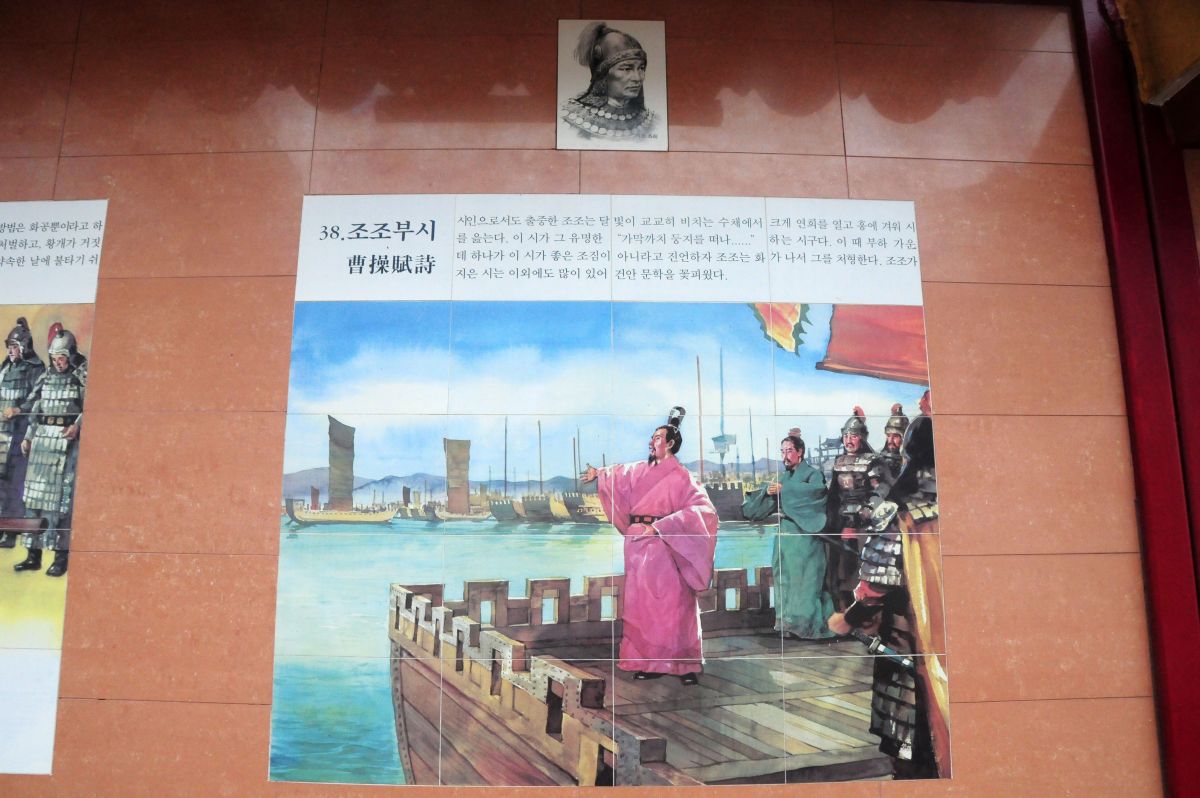 방법은 화공뿐이라고 하
처벌하고, 황개가 거짓
약속한 날에 불타기 쉬
38. 조조부시
曹操賦詩
시인으로서도 출중한 조조는 달빛이 교교히 비치는 수채에서 크게 연회를 열고 흥에 겨워 시
를 읊는다. 이 시가 그 유명한 “가막까치 둥지를 떠나......” 하는 시구다. 이 때 부하 가운
데 하나가 이 시가 좋은 조짐이 아니라고 진언하자 조조는 화가 나서 그를 처형한다. 조조가
지은 시는 이외에도 많이 있어 건안 문학을 꽃피웠다.